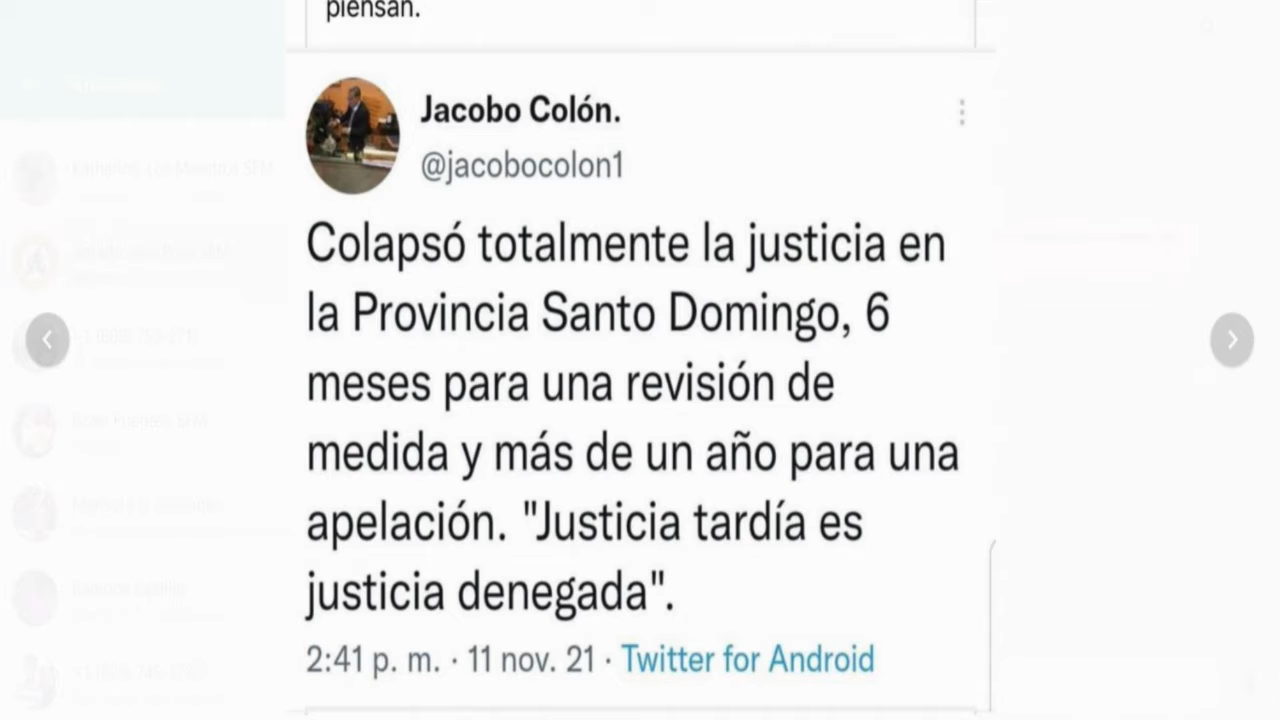 piensan.
Jacobo Colón.
@jacobocolon1
Colapsó totalmente la justicia en
la Provincia Santo Domingo, 6
meses para una revisión de
medida y más de un año para una
apelación. "Justicia tardía es
justicia denegada".
2:41 p. m. · 11 nov. 21 · Twitter for Android